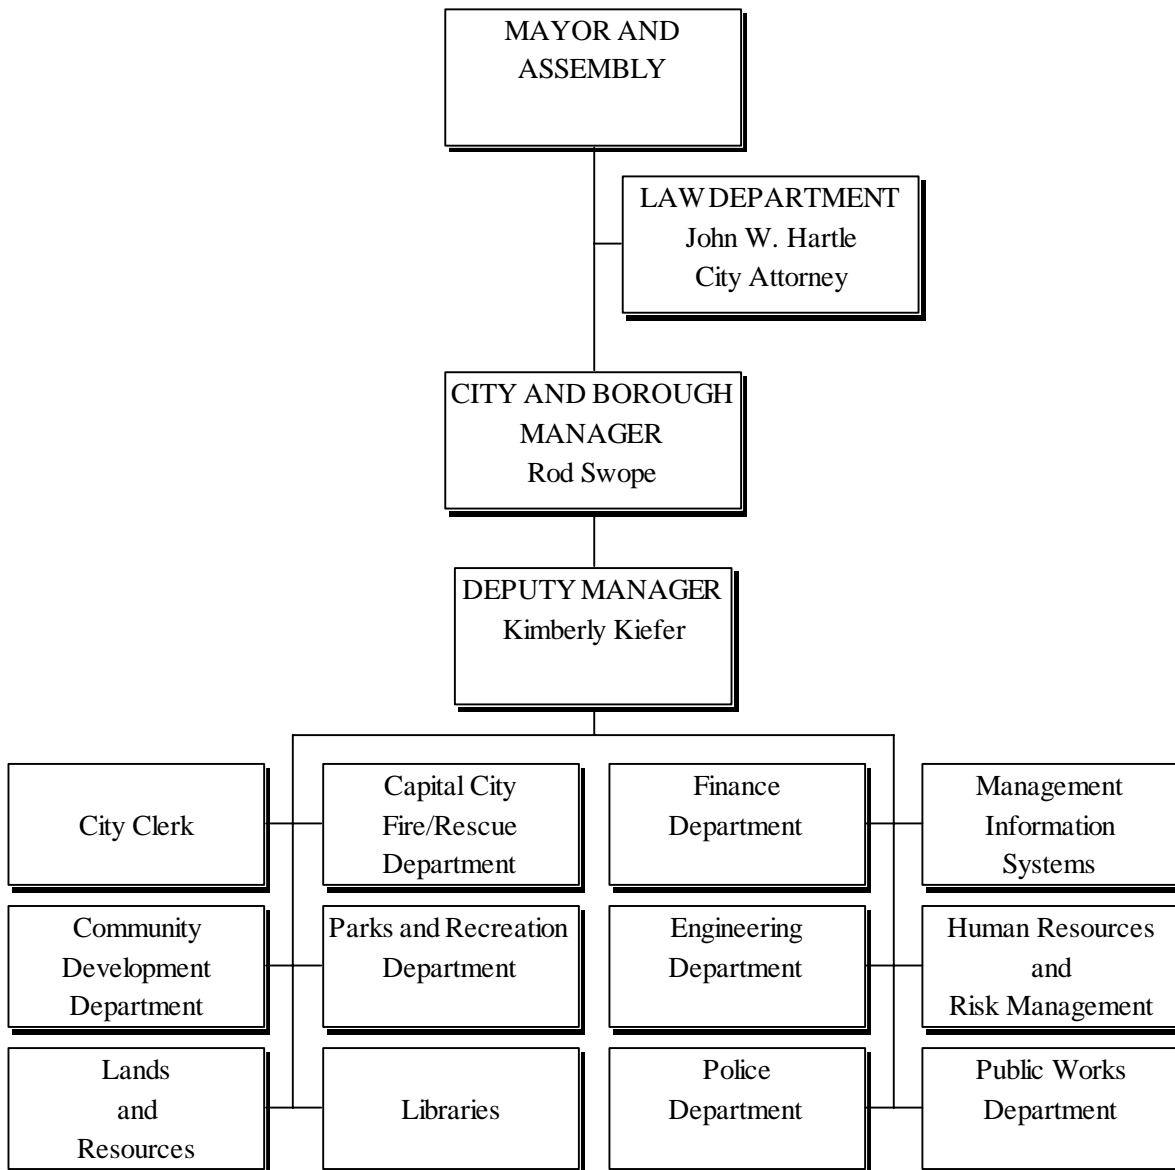 MAYOR AND
ASSEMBLY
LAW DEPARTMENT
John W. Hartle
City Attorney
CITY AND BOROUGH
MANAGER
Rod Swope
DEPUTY MANAGER
Kimberly Kiefer
City Clerk
Capital City
Fire/Rescue
Department
Finance
Department
Management
Information
Systems
Community
Development
Department
Parks and Recreation
Department
Engineering
Department
Human Resources
and
Risk Management
Lands
and
Resources
Libraries
Police
Department
Public Works
Department